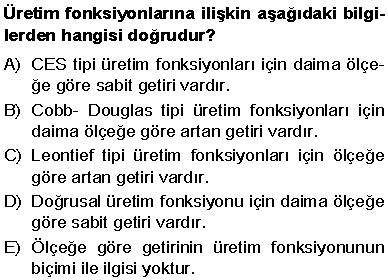 Üretim fonksiyonlarına ilişkin aşağıdaki bilgi-
lerden hangisi doğrudur?
A) CES tipi üretim fonksiyonları için daima ölçe-
ğe göre sabit getiri vardır.
B) Cobb- Douglas tipi üretim fonksiyonları için
daima ölçeğe göre artan getiri vardır.
C) Leontief tipi üretim fonksiyonları için ölçeğe
göre artan getiri vardır.
D) Doğrusal üretim fonksiyonu için daima ölçeğe
göre sabit getiri vardır.
E) Ölçeğe göre getirinin üretim fonksiyonunun
biçimi ile ilgisi yoktur.